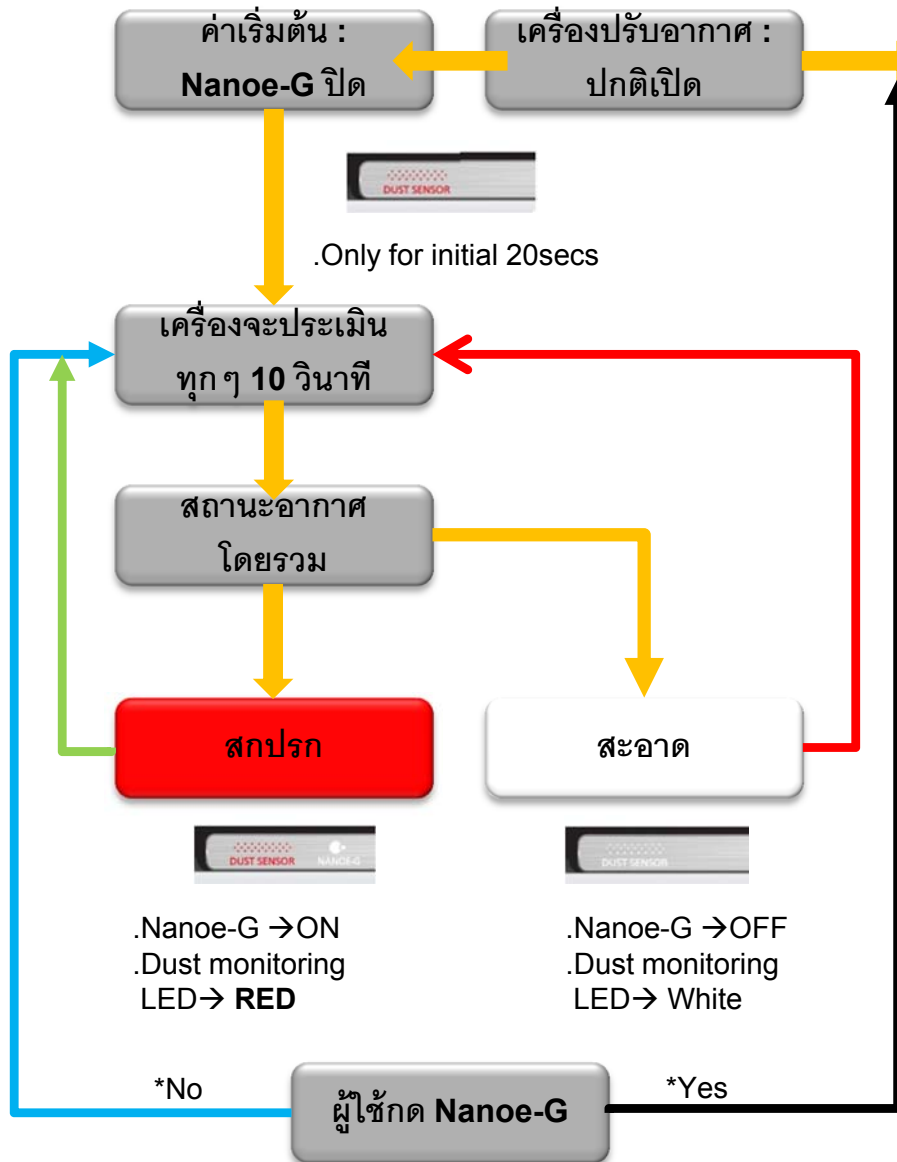 ค่าเริ่มต้น :
Nanoe-G ปิด
เครื่องปรับอากาศ :
ปกติเปิด
DUST SENSOR
.Only for initial 20secs
เครื่องจะประเมิน
ทุกๆ 10 วินาที
สถานะอากาศ
โดยรวม
สกปรก
สะอาด
DUST SENSOR NANOE-G
DUST SENSOR
.Nanoe-G →ON
.Dust monitoring
LED→ RED
.Nanoe-G →OFF
.Dust monitoring
LED→ White
*No
ผู้ใช้กด Nanoe-G
*Yes